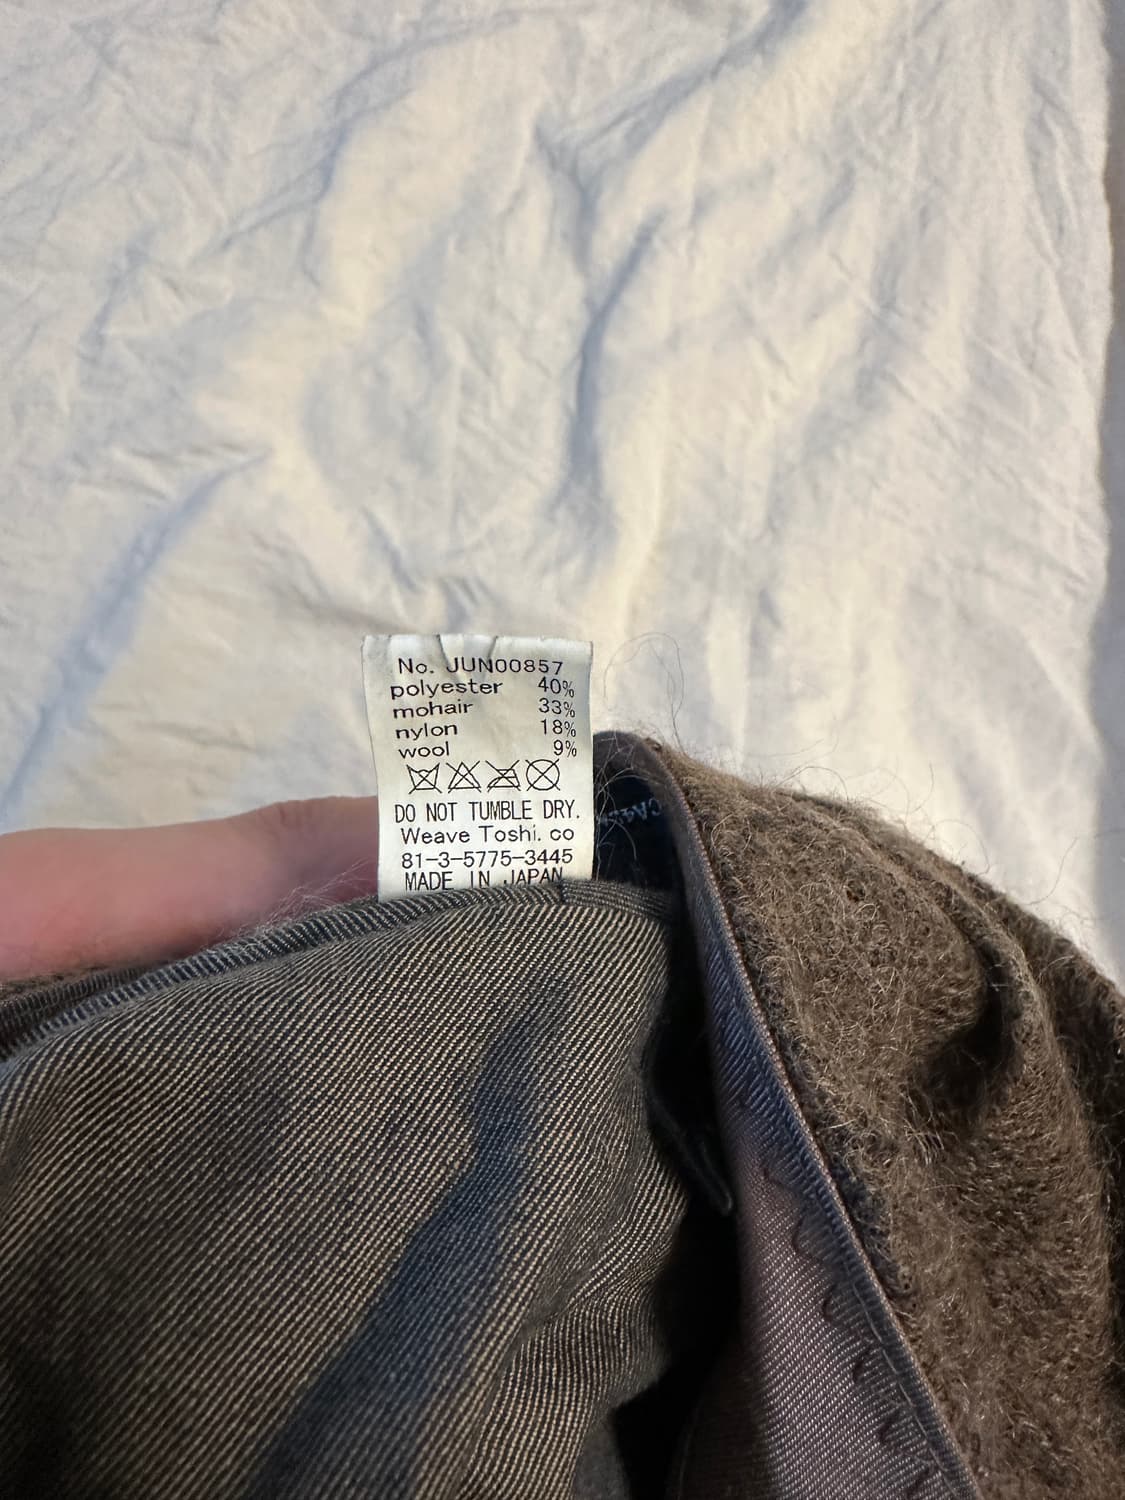 No. JUN00857
polyester 40%
mohair 33%
nylon 18%
wool 9%
DO NOT TUMBLE DRY.
Weave Toshi. co
81-3-5775-3445
MADE IN JAPAN